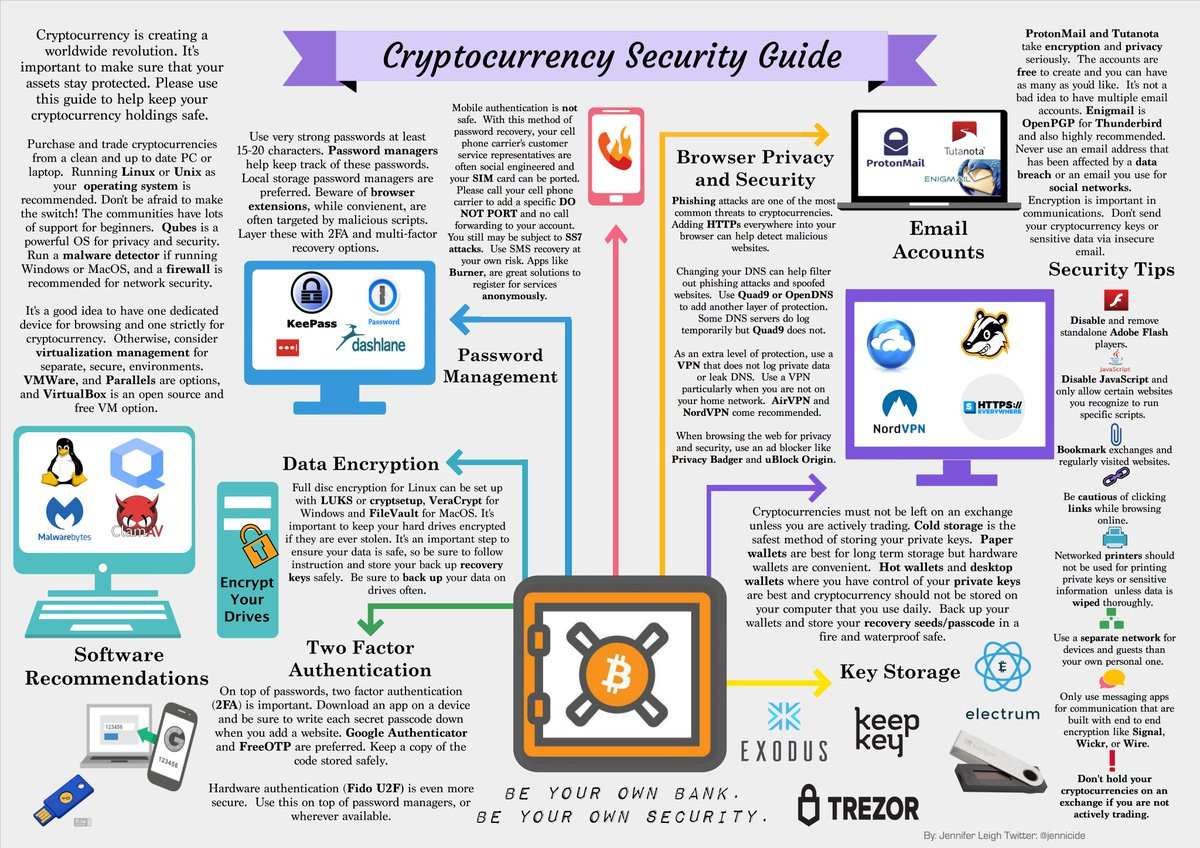 Cryptocurrency Security Guide
Cryptocurrency is creating a
worldwide revolution. It's
important to make sure that your
assets stay protected. Please use
this guide to help keep your
cryptocurrency holdings safe.
Purchase and trade cryptocurrencies
from a clean and up to date PC or
laptop. Running Linux or Unix as
your operating system is
recommended. Don't be afraid to
make the switch! The communities have lots
of support for beginners. Qubes is a
powerful OS for privacy and security.
Run a malware detector if running
Windows or MacOS, and a firewall is
recommended for network security.
It's a good idea to have one dedicated
device for browsing and one strictly for
cryptocurrency. Otherwise, consider
virtualization management for
separate, secure, environments.
VMWare, and Parallels are options,
and VirtualBox is an open source and
free VM option.
Malwarebytes
ClamAV
Software
Recommendations
Use very strong passwords at least
15-20 characters. Password managers
help keep track of these passwords.
Local storage password managers are
preferred. Beware of browser
extensions, while convienent, are
often targeted by malicious scripts.
Layer these with 2FA and multi-factor
recovery options.
KeePass
Password
dashlane
Password
Management
Mobile authentication is not
safe. With this method of
password recovery, your cell
phone carrier's customer
service representatives are
often social engineered and
your SIM card can be ported.
Please call your cell phone
carrier to add a specific DO
NOT PORT and no call
forwarding to your account.
You still may be subject to SS7
attacks. Use SMS recovery at
your own risk. Apps like
Burner, are great solutions to
register for services
anonymously.
Data Encryption
Full disc encryption for Linux can be set up
with LUKS or cryptsetup, VeraCrypt for
Windows and FileVault for MacOS. It's
important to keep your hard drives encrypted
if they are ever stolen. It's an important step to
ensure your data is safe, so be sure to follow
instruction and store your back up recovery
keys safely. Be sure to back up your data on
drives often.
Encrypt
Your
Drives
Two Factor
Authentication
On top of passwords, two factor authentication
(2FA) is important. Download an app on a device
and be sure to write each secret passcode down
when you add a website. Google Authenticator
and FreeOTP are preferred. Keep a copy of the
code stored safely.
Hardware authentication (Fido U2F) is even more
secure. Use this on top of password managers, or
wherever available.
123456
123456
Browser Privacy
and Security
Phishing attacks are one of the most
common threats to cryptocurrencies.
Adding HTTPs everywhere into your
browser can help detect malicious
websites.
Changing your DNS can help filter
out phishing attacks and spoofed
websites. Use Quad9 or OpenDNS
to add another layer of protection.
Some DNS servers do log
temporarily but Quad9 does not.
As an extra level of protection, use a
VPN that does not log private data
or leak DNS. Use a VPN
particularly when you are not on
your home network. AirVPN and
NordVPN come recommended.
When browsing the web for privacy
and security, use an ad blocker like
Privacy Badger and uBlock Origin.
NordVPN
HTTPS://
EVERYWHERE
ProtonMail
Tutanota
ENIGMAIL
Email
Accounts
ProtonMail and Tutanota
take encryption and privacy
seriously. The accounts are
free to create and you can have
as many as you'd like. It's not a
bad idea to have multiple email
accounts. Enigmail is
OpenPGP for Thunderbird
and also highly recommended.
Never use an email address that
has been affected by a data
breach or an email you use for
social networks.
Encryption is important in
communications. Don't send
your cryptocurrency keys or
sensitive data via insecure
email.
Security Tips
Disable and remove
standalone Adobe Flash
players.
JavaScript
Disable JavaScript and
only allow certain websites
you recognize to run
specific scripts.
Bookmark exchanges and
regularly visited websites.
Be cautious of clicking
links while browsing
online.
Networked printers should
not be used for printing
private keys or sensitive
information unless data is
wiped thoroughly.
Use a separate network for
devices and guests than
your own personal one.
Only use messaging apps
for communication that are
built with end to end
encryption like Signal,
Wickr, or Wire.
Don't hold your
cryptocurrencies on an
exchange if you are not
actively trading.
Cryptocurrencies must not be left on an exchange
unless you are actively trading. Cold storage is the
safest method of storing your private keys. Paper
wallets are best for long term storage but hardware
wallets are convenient. Hot wallets and desktop
wallets where you have control of your private keys
are best and cryptocurrency should not be stored on
your computer that you use daily. Back up your
wallets and store your recovery seeds/passcode in a
fire and waterproof safe.
Key Storage
EXODUS
keep
key
electrum
TREZOR
BE YOUR OWN BANK.
BE YOUR OWN SECURITY.
By: Jennifer Leigh Twitter: @jennicide